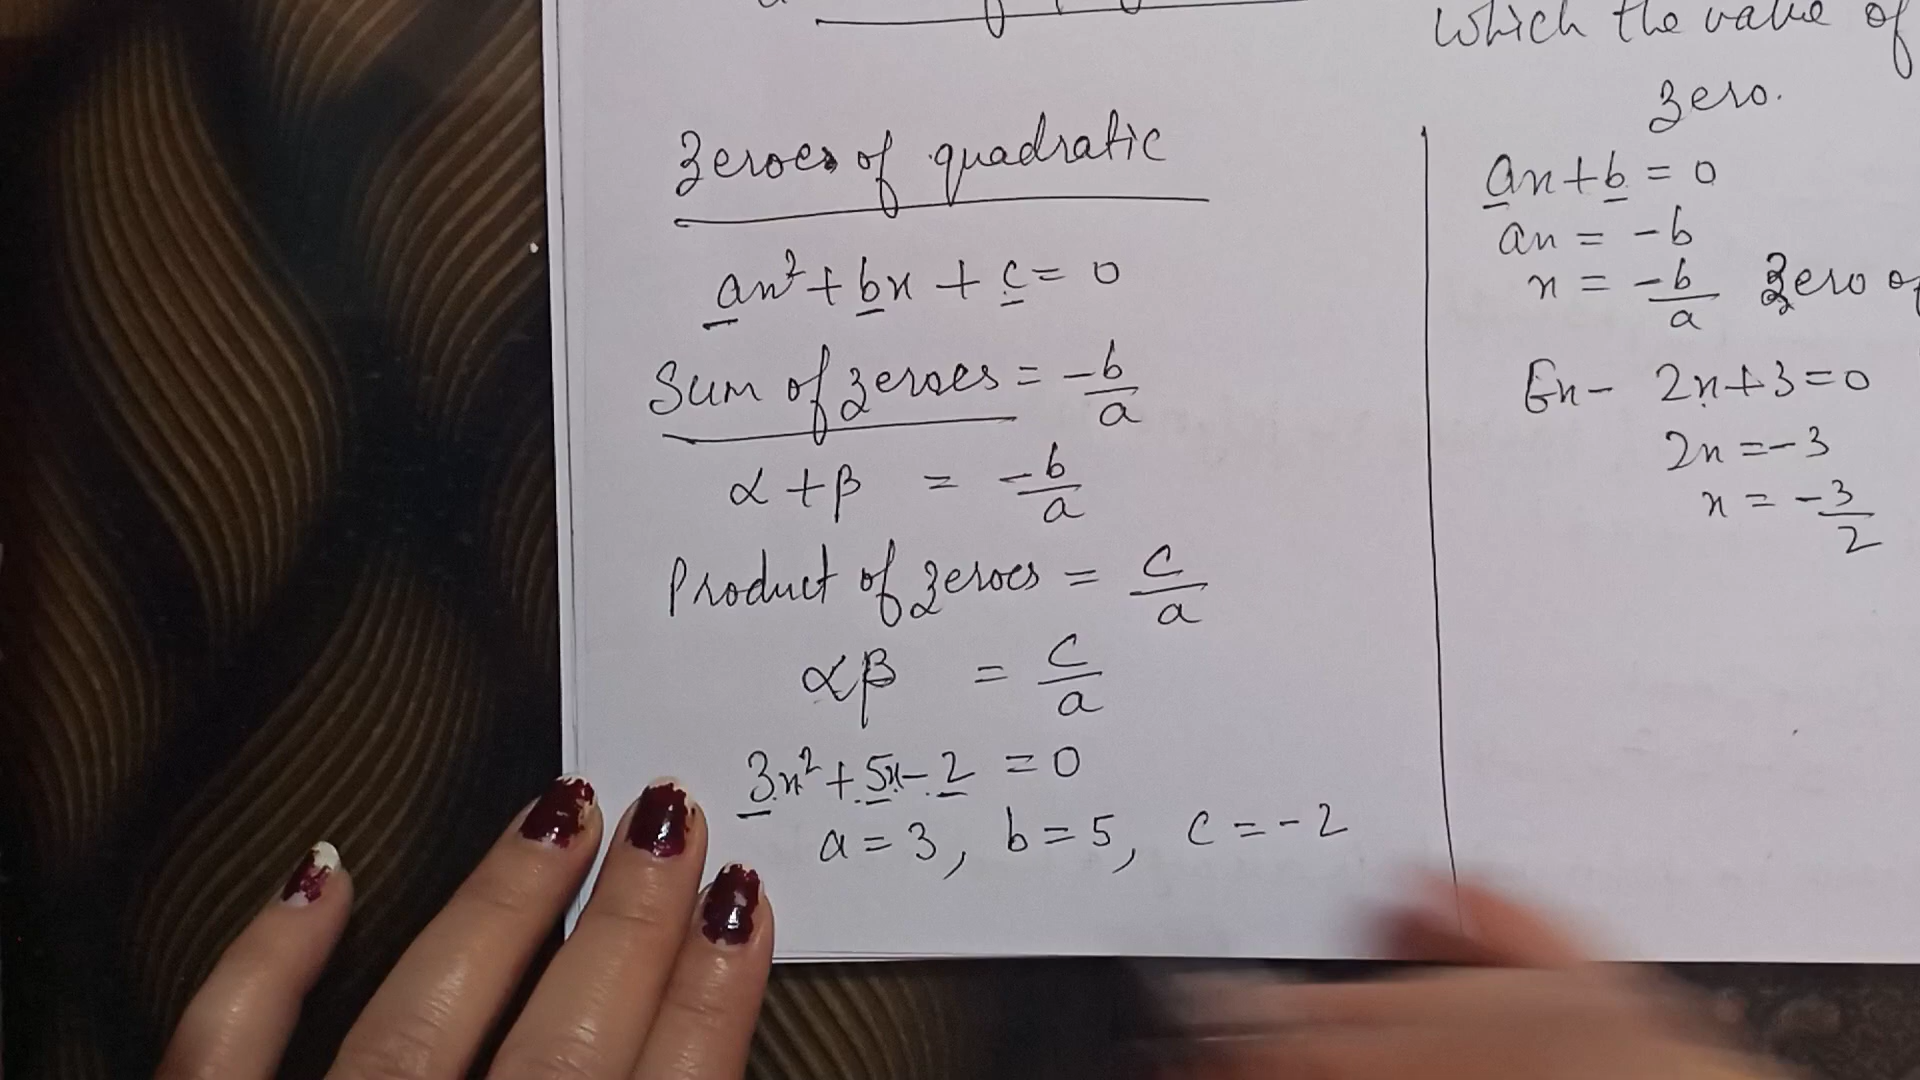 Which the value of
zero.
Zeroes of quadratic
ax² + bx + c = 0
Sum of zeroes = -b/a
α + β = -b/a
Product of zeroes = c/a
αβ = c/a
3x² + 5x - 2 = 0
a = 3, b = 5, c = -2
ax + b = 0
ax = -b
x = -b/a Zero of
Ex - 2x + 3 = 0
2x = -3
x = -3/2